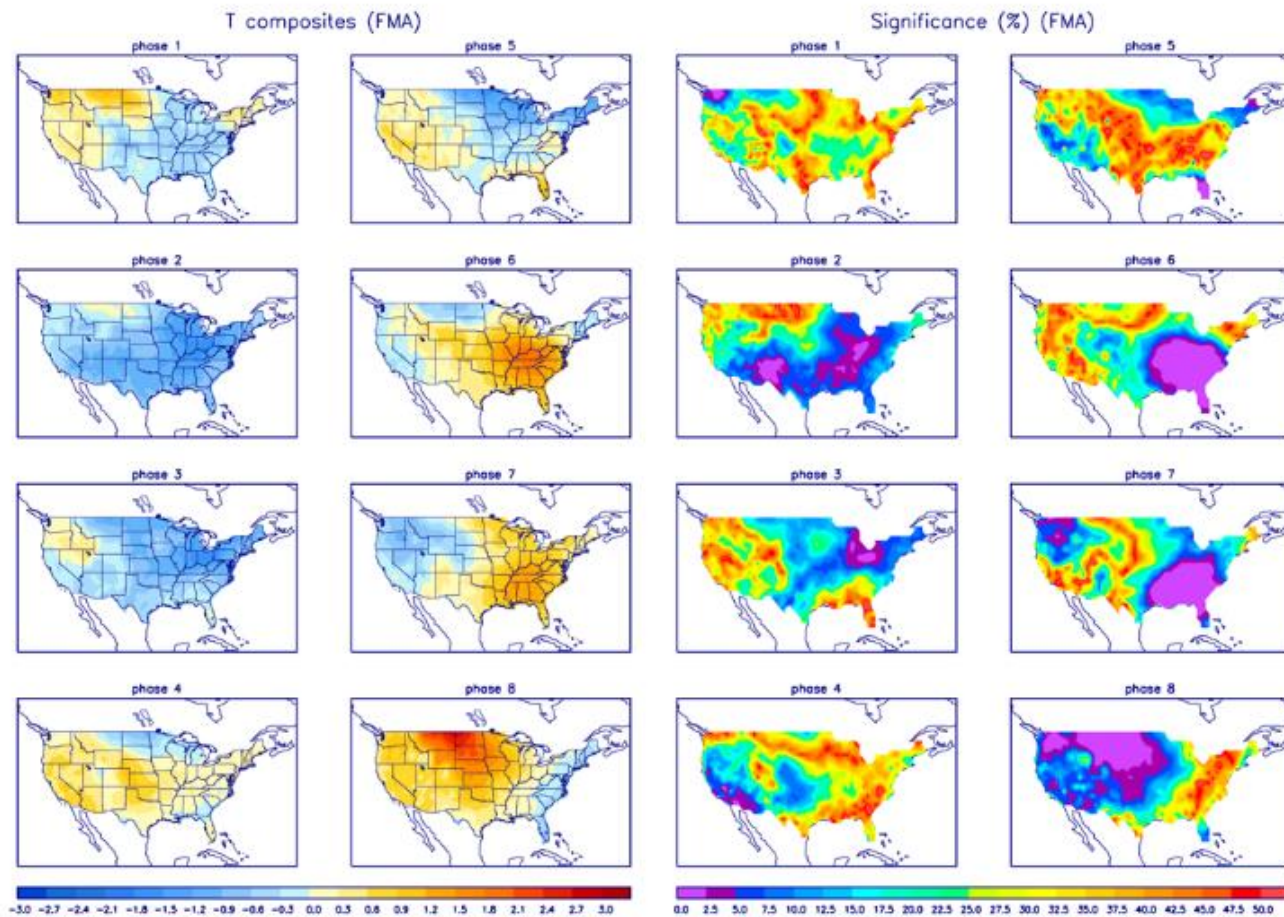 T composites (FMA)
Significance (%) (FMA)
phase 1
phase 5
phase 1
phase 5
phase 2
phase 6
phase 2
phase 6
phase 3
phase 7
phase 3
phase 7
phase 4
phase 8
phase 4
phase 8
-3.0 -2.7 -2.4 -2.1 -1.8 -1.5 -1.2 -0.9 -0.6 -0.3 0.0 0.3 0.6 0.9 1.2 1.5 1.8 2.1 2.4 2.7 3.0
0.0 2.5 5.0 7.5 10.0 12.5 15.0 17.5 20.0 22.5 25.0 27.5 30.0 32.5 35.0 37.5 40.0 42.5 45.0 47.5 50.0